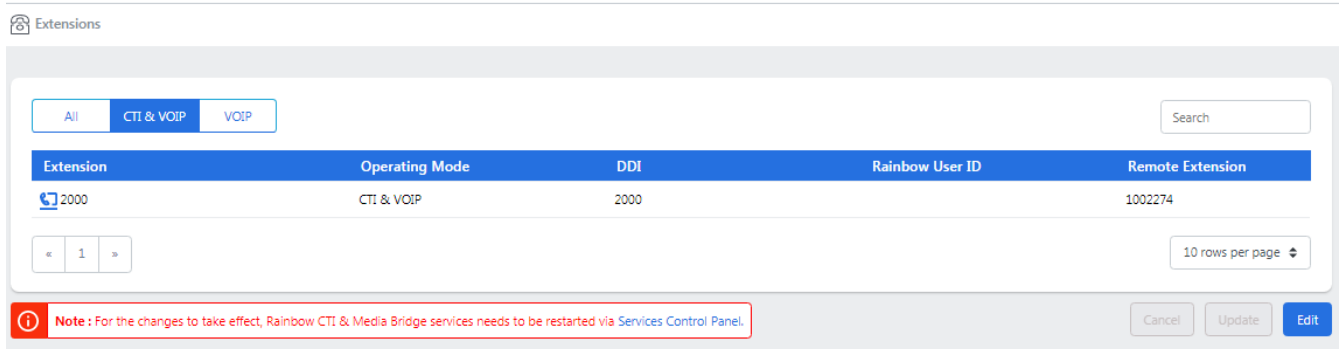 Extensions
All CTI & VOIP VOIP Search
Extension Operating Mode DDI Rainbow User ID Remote Extension
2000 CTI & VOIP 2000 1002274
« 1 » 10 rows per page
Note : For the changes to take effect, Rainbow CTI & Media Bridge services needs to be restarted via Services Control Panel. Cancel Update Edit